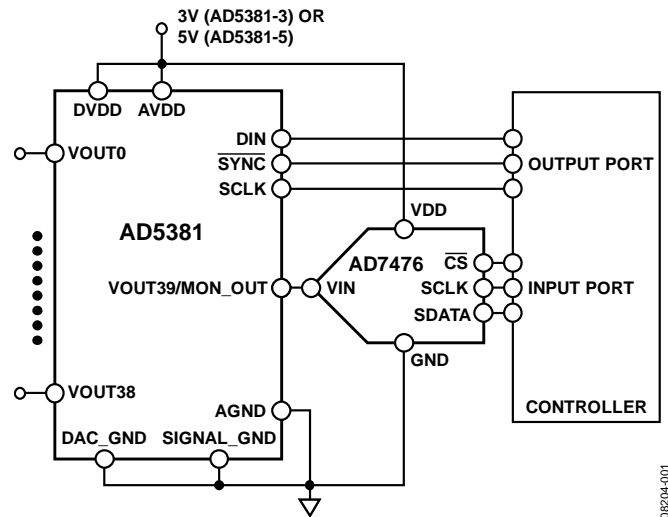 3V (AD5381-3) OR
5V (AD5381-5)
DVDD
AVDD
DIN
SYNC
SCLK
VOUT0
OUTPUT PORT
VDD
AD5381
AD7476
CS
VOUT39/MON_OUT
VIN
SCLK
INPUT PORT
SDATA
GND
VOUT38
AGND
CONTROLLER
DAC_GND
SIGNAL_GND
08204-001